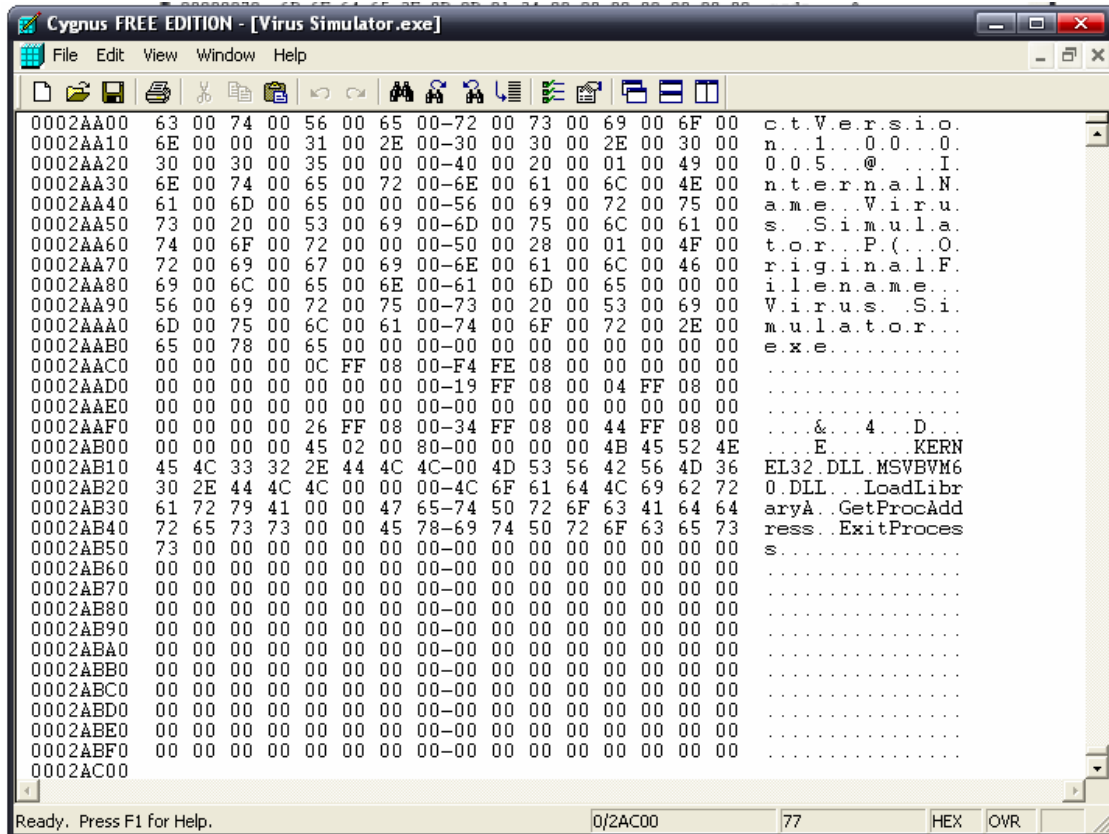 Cygnus FREE EDITION - [Virus Simulator.exe]
File Edit View Window Help
0002AA00 63 00 74 00 56 00 65 00-72 00 73 00 69 00 6F 00 c.t.V.e.r.s.i.o.
0002AA10 6E 00 00 00 31 00 2E 00-30 00 30 00 2E 00 30 00 n...1...0.0...0.
0002AA20 30 00 30 00 35 00 00 00-40 00 20 00 01 00 49 00 0.0.5...@. ...I.
0002AA30 6E 00 74 00 65 00 72 00-6E 00 61 00 6C 00 4E 00 n.t.e.r.n.a.l.N.
0002AA40 61 00 6D 00 65 00 00 00-56 00 69 00 72 00 75 00 a.m.e...V.i.r.u.
0002AA50 73 00 20 00 53 00 69 00-6D 00 75 00 6C 00 61 00 s. .S.i.m.u.l.a.
0002AA60 74 00 6F 00 72 00 00 00-50 00 28 00 01 00 4F 00 t.o.r...P.(...O.
0002AA70 72 00 69 00 67 00 69 00-6E 00 61 00 6C 00 46 00 r.i.g.i.n.a.l.F.
0002AA80 69 00 6C 00 65 00 6E 00-61 00 6D 00 65 00 00 00 i.l.e.n.a.m.e...
0002AA90 56 00 69 00 72 00 75 00-73 00 20 00 53 00 69 00 V.i.r.u.s. .S.i.
0002AAA0 6D 00 75 00 6C 00 61 00-74 00 6F 00 72 00 2E 00 m.u.l.a.t.o.r...
0002AAB0 65 00 78 00 65 00 00 00-00 00 00 00 00 00 00 00 e.x.e...........
0002AAC0 00 00 00 00 0C FF 08 00-F4 FE 08 00 00 00 00 00 ................
0002AAD0 00 00 00 00 00 00 00 00-19 FF 08 00 04 FF 08 00 ................
0002AAE0 00 00 00 00 00 00 00 00-00 00 00 00 00 00 00 00 ................
0002AAF0 00 00 00 00 26 FF 08 00-34 FF 08 00 44 FF 08 00 ....&...4...D...
0002AB00 00 00 00 00 45 02 00 80-00 00 00 00 4B 45 52 4E ....E.......KERN
0002AB10 45 4C 33 32 2E 44 4C 4C-00 4D 53 56 42 56 4D 36 EL32.DLL.MSVBVM6
0002AB20 30 2E 44 4C 4C 00 00 00-4C 6F 61 64 4C 69 62 72 0.DLL...LoadLibr
0002AB30 61 72 79 41 00 00 47 65-74 50 72 6F 63 41 64 64 aryA..GetProcAdd
0002AB40 72 65 73 73 00 00 45 78-69 74 50 72 6F 63 65 73 ress..ExitProces
0002AB50 73 00 00 00 00 00 00 00-00 00 00 00 00 00 00 00 s...............
0002AB60 00 00 00 00 00 00 00 00-00 00 00 00 00 00 00 00 ................
0002AB70 00 00 00 00 00 00 00 00-00 00 00 00 00 00 00 00 ................
0002AB80 00 00 00 00 00 00 00 00-00 00 00 00 00 00 00 00 ................
0002AB90 00 00 00 00 00 00 00 00-00 00 00 00 00 00 00 00 ................
0002ABA0 00 00 00 00 00 00 00 00-00 00 00 00 00 00 00 00 ................
0002ABB0 00 00 00 00 00 00 00 00-00 00 00 00 00 00 00 00 ................
0002ABC0 00 00 00 00 00 00 00 00-00 00 00 00 00 00 00 00 ................
0002ABD0 00 00 00 00 00 00 00 00-00 00 00 00 00 00 00 00 ................
0002ABE0 00 00 00 00 00 00 00 00-00 00 00 00 00 00 00 00 ................
0002ABF0 00 00 00 00 00 00 00 00-00 00 00 00 00 00 00 00 ................
0002AC00
Ready. Press F1 for Help. 0/2AC00 77 HEX OVR